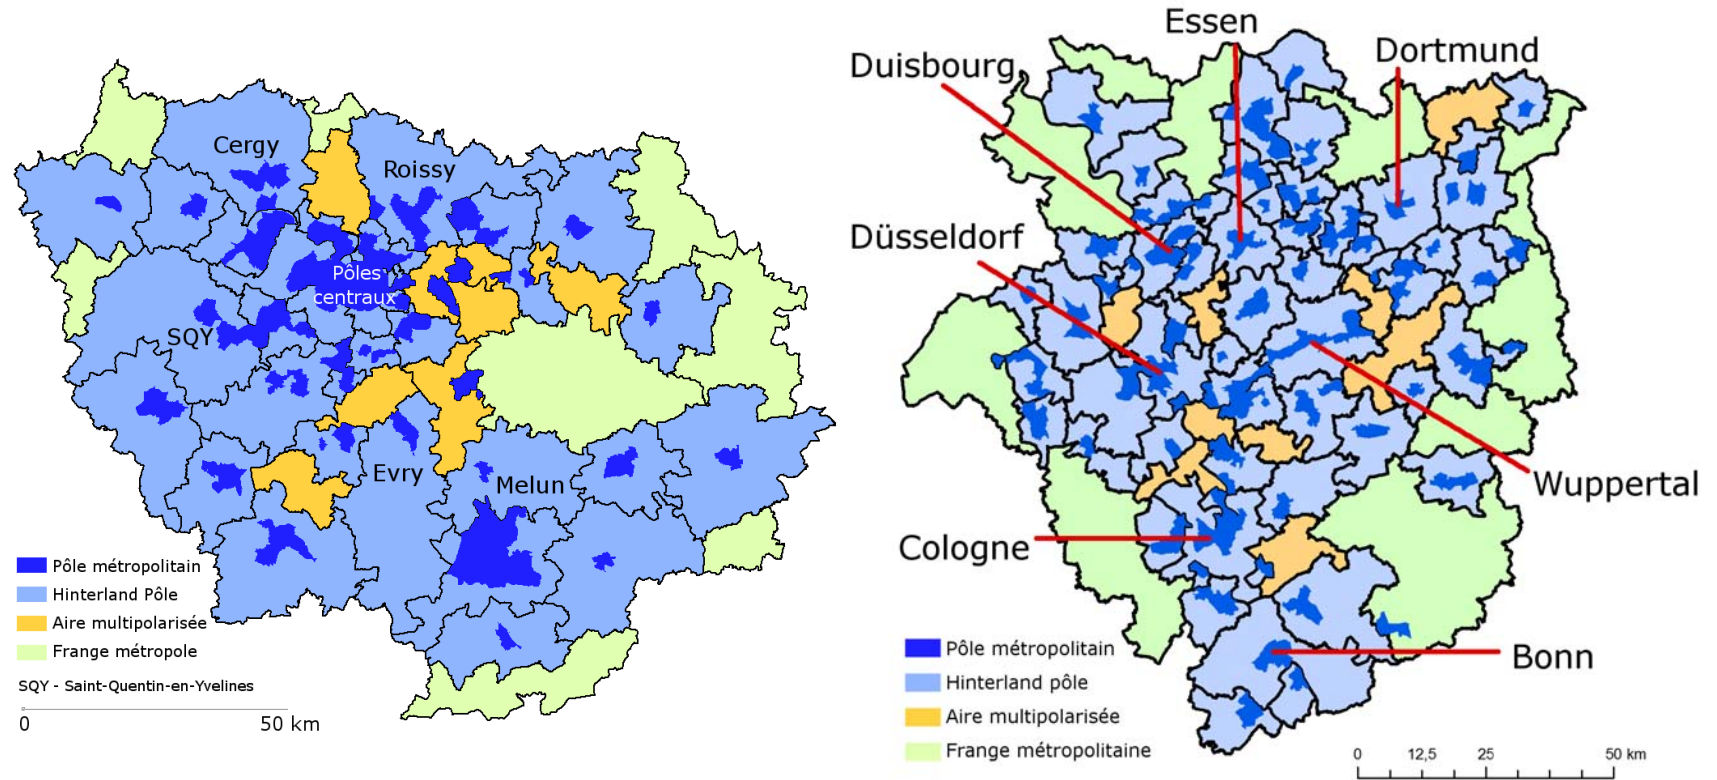 Cergy
Roissy
Pôles
centraux
SQY
Evry
Melun
Pôle métropolitain
Hinterland Pôle
Aire multipolarisée
Frange métropole
SQY - Saint-Quentin-en-Yvelines
0 50 km
Essen
Duisbourg
Dortmund
Düsseldorf
Wuppertal
Cologne
Bonn
Pôle métropolitain
Hinterland pôle
Aire multipolarisée
Frange métropolitaine
0 12,5 25 50 km